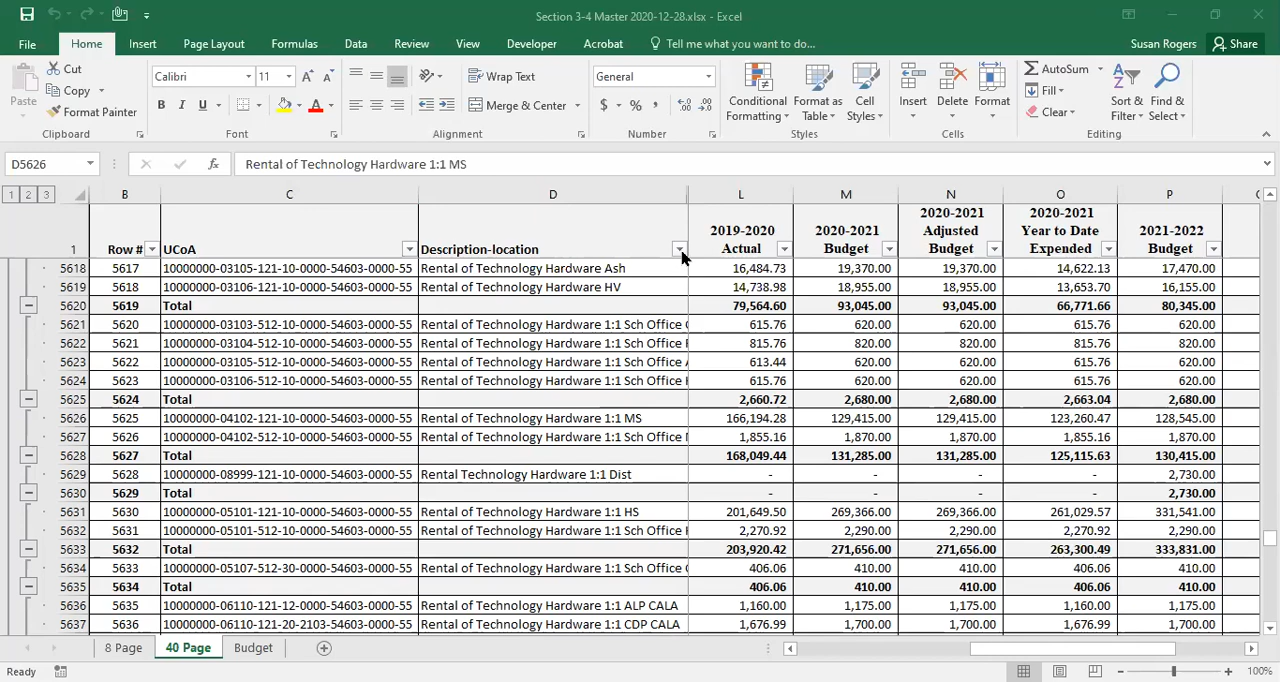 Section 3-4 Master 2020-12-28.xlsx - Excel
File Home Insert Page Layout Formulas Data Review View Developer Acrobat Tell me what you want to do... Susan Rogers Share
Paste Cut Copy Format Painter Clipboard
Calibri 11 B I U A Font
Wrap Text Merge & Center Alignment
General $ % , Number
Conditional Formatting Format as Table Cell Styles Styles
Insert Delete Format Cells
AutoSum Fill Clear Sort & Filter Find & Select Editing
D5626 fx Rental of Technology Hardware 1:1 MS
1 2 3 B C D L M N O P
1 Row # UCoA Description-location 2019-2020 Actual 2020-2021 Budget 2020-2021 Adjusted Budget 2020-2021 Year to Date Expended 2021-2022 Budget
5618 5617 10000000-03105-121-10-0000-54603-0000-55 Rental of Technology Hardware Ash 16,484.73 19,370.00 19,370.00 14,622.13 17,470.00
5619 5618 10000000-03106-121-10-0000-54603-0000-55 Rental of Technology Hardware HV 14,738.98 18,955.00 18,955.00 13,653.70 16,155.00
5620 5619 Total 79,564.60 93,045.00 93,045.00 66,771.66 80,345.00
5621 5620 10000000-03103-512-10-0000-54603-0000-55 Rental of Technology Hardware 1:1 Sch Office 615.76 620.00 620.00 615.76 620.00
5622 5621 10000000-03104-512-10-0000-54603-0000-55 Rental of Technology Hardware 1:1 Sch Office 815.76 820.00 820.00 615.76 820.00
5623 5622 10000000-03105-512-10-0000-54603-0000-55 Rental of Technology Hardware 1:1 Sch Office 613.44 620.00 620.00 615.76 620.00
5624 5623 10000000-03106-512-10-0000-54603-0000-55 Rental of Technology Hardware 1:1 Sch Office 615.76 620.00 620.00 615.76 620.00
5625 5624 Total 2,660.72 2,680.00 2,680.00 2,663.04 2,680.00
5626 5625 10000000-04102-121-10-0000-54603-0000-55 Rental of Technology Hardware 1:1 MS 166,194.28 129,415.00 129,415.00 123,260.47 128,545.00
5627 5626 10000000-04102-512-10-0000-54603-0000-55 Rental of Technology Hardware 1:1 Sch Office 1,855.16 1,870.00 1,870.00 1,855.16 1,870.00
5628 5627 Total 168,049.44 131,285.00 131,285.00 125,115.63 130,415.00
5629 5628 10000000-08999-121-10-0000-54603-0000-55 Rental Technology Hardware 1:1 Dist - - - - 2,730.00
5630 5629 Total - - - - 2,730.00
5631 5630 10000000-05101-121-10-0000-54603-0000-55 Rental of Technology Hardware 1:1 HS 201,649.50 269,366.00 269,366.00 261,029.57 331,541.00
5632 5631 10000000-05101-512-10-0000-54603-0000-55 Rental of Technology Hardware 1:1 Sch Office 2,270.92 2,290.00 2,290.00 2,270.92 2,290.00
5633 5632 Total 203,920.42 271,656.00 271,656.00 263,300.49 333,831.00
5634 5633 10000000-05107-512-30-0000-54603-0000-55 Rental of Technology Hardware 1:1 Sch Office 406.06 410.00 410.00 406.06 410.00
5635 5634 Total 406.06 410.00 410.00 406.06 410.00
5636 5635 10000000-06110-121-12-0000-54603-0000-55 Rental of Technology Hardware 1:1 ALP CALA 1,160.00 1,175.00 1,175.00 1,160.00 1,175.00
5637 5636 10000000-06110-121-20-2103-54603-0000-55 Rental of Technology Hardware 1:1 CDP CALA 1,676.99 1,700.00 1,700.00 1,676.99 1,700.00
8 Page 40 Page Budget
Ready 100%